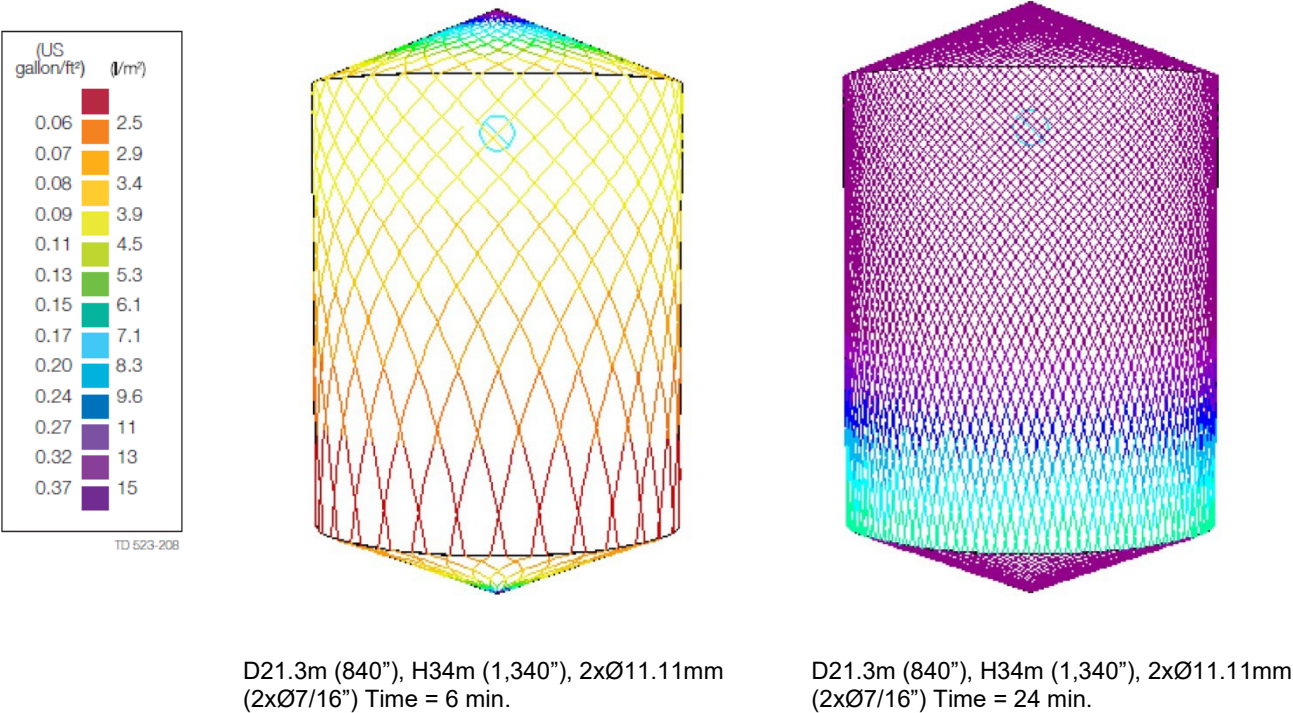 (US
gallon/ft²) (l/m²)
0.06 2.5
0.07 2.9
0.08 3.4
0.09 3.9
0.11 4.5
0.13 5.3
0.15 6.1
0.17 7.1
0.20 8.3
0.24 9.6
0.27 11
0.32 13
0.37 15
TD 523-208
D21.3m (840”), H34m (1,340”), 2xØ11.11mm
(2xØ7/16”) Time = 6 min.
D21.3m (840”), H34m (1,340”), 2xØ11.11mm
(2xØ7/16”) Time = 24 min.